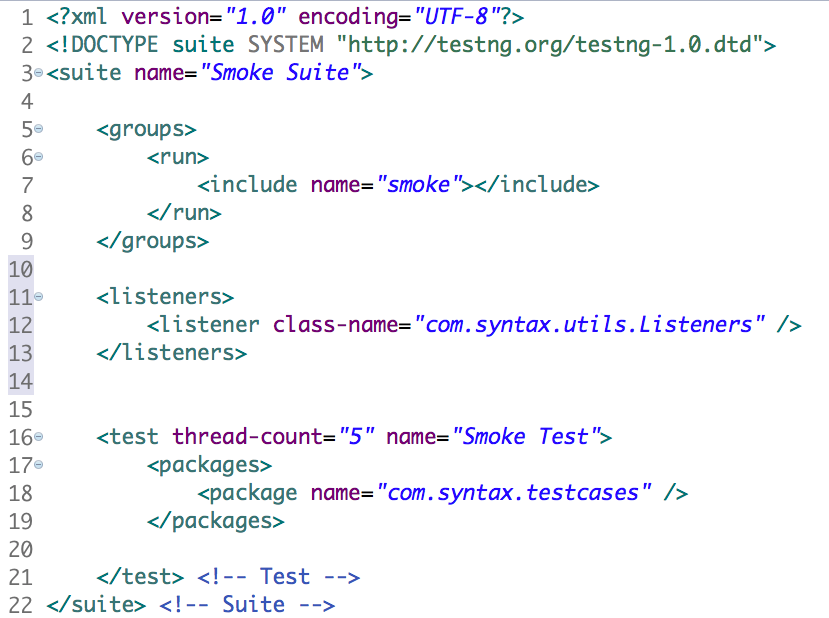 1 <?xml version="1.0" encoding="UTF-8"?>
2 <!DOCTYPE suite SYSTEM "http://testng.org/testng-1.0.dtd">
3 <suite name="Smoke Suite">
4
5     <groups>
6         <run>
7             <include name="smoke"></include>
8         </run>
9     </groups>
10
11     <listeners>
12         <listener class-name="com.syntax.utils.Listeners" />
13     </listeners>
14
15
16     <test thread-count="5" name="Smoke Test">
17         <packages>
18             <package name="com.syntax.testcases" />
19         </packages>
20
21     </test> <!-- Test -->
22 </suite> <!-- Suite -->